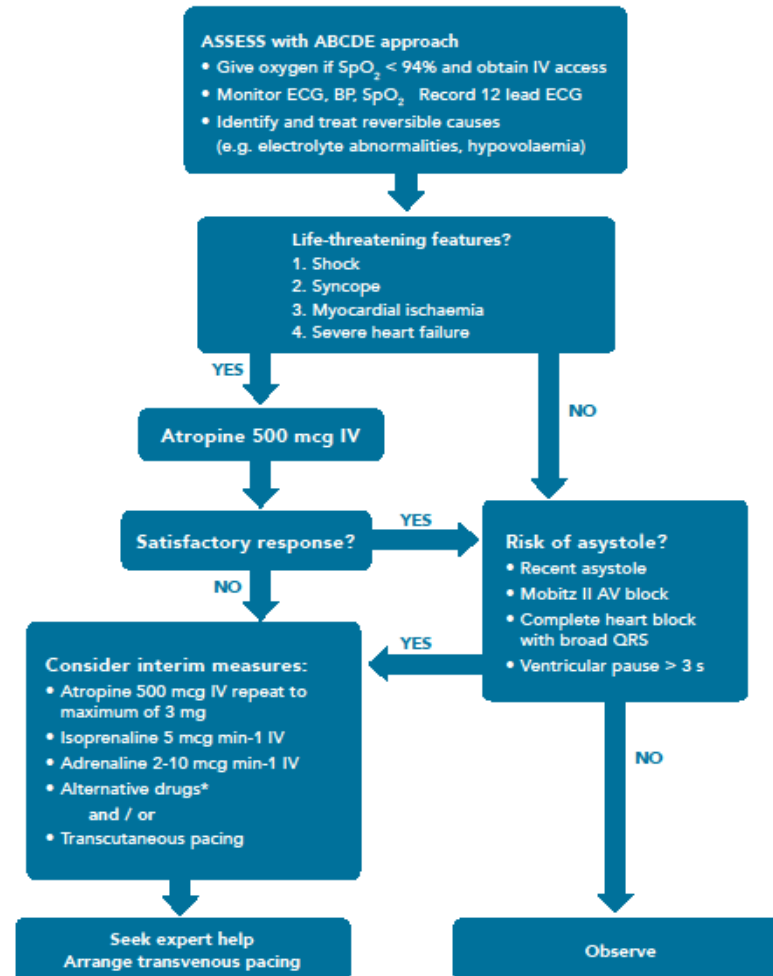 ASSESS with ABCDE approach
• Give oxygen if SpO₂ < 94% and obtain IV access
• Monitor ECG, BP, SpO₂ Record 12 lead ECG
• Identify and treat reversible causes
(e.g. electrolyte abnormalities, hypovolaemia)
Life-threatening features?
1. Shock
2. Syncope
3. Myocardial ischaemia
4. Severe heart failure
YES
NO
Atropine 500 mcg IV
Satisfactory response?
YES
NO
Risk of asystole?
• Recent asystole
• Mobitz II AV block
• Complete heart block
with broad QRS
• Ventricular pause > 3 s
YES
NO
Consider interim measures:
• Atropine 500 mcg IV repeat to
maximum of 3 mg
• Isoprenaline 5 mcg min-1 IV
• Adrenaline 2-10 mcg min-1 IV
• Alternative drugs*
and / or
• Transcutaneous pacing
Seek expert help
Arrange transvenous pacing
Observe